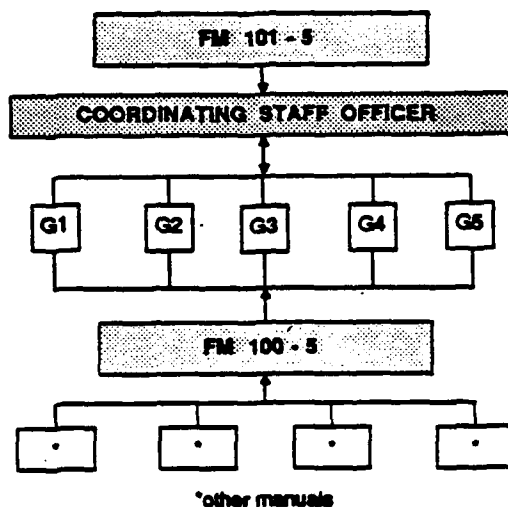 FM 101-5
COORDINATING STAFF OFFICER
G1 G2 G3 G4 G5
FM 100-5
* * * *
*other manuals